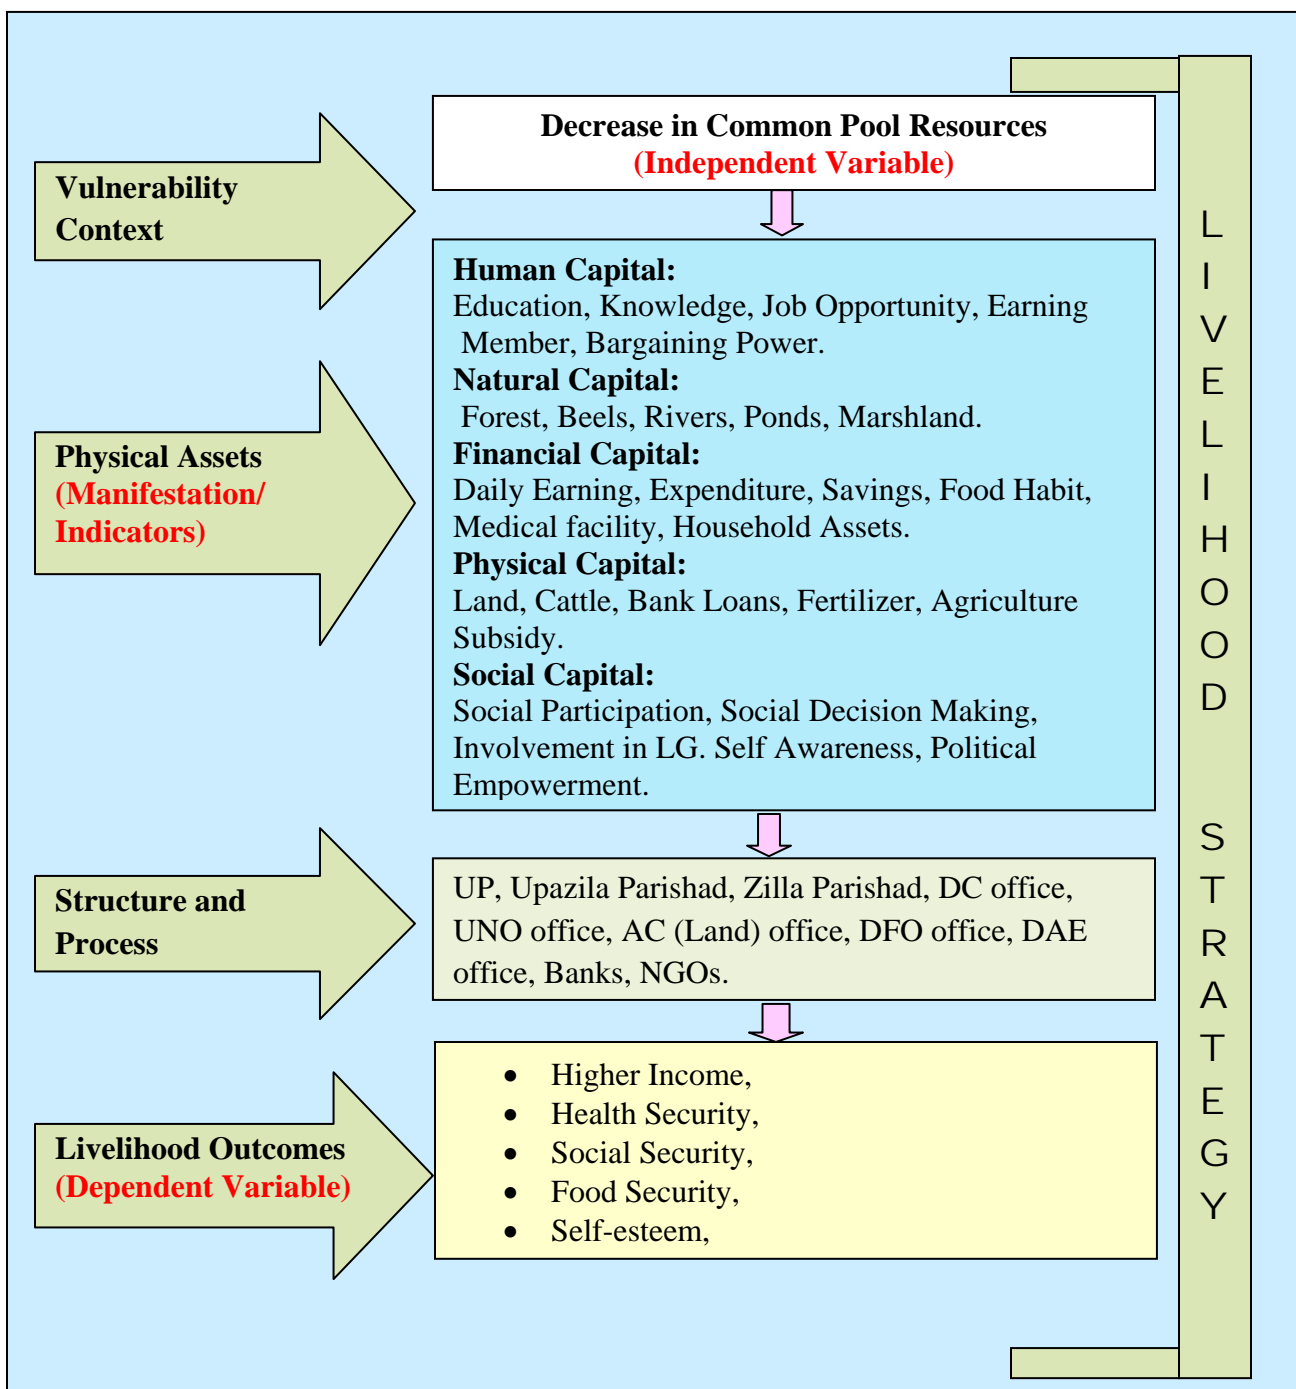 Vulnerability
Context
Decrease in Common Pool Resources
(Independent Variable)
Physical Assets
(Manifestation/
Indicators)
Human Capital:
Education, Knowledge, Job Opportunity, Earning
Member, Bargaining Power.
Natural Capital:
Forest, Beels, Rivers, Ponds, Marshland.
Financial Capital:
Daily Earning, Expenditure, Savings, Food Habit,
Medical facility, Household Assets.
Physical Capital:
Land, Cattle, Bank Loans, Fertilizer, Agriculture
Subsidy.
Social Capital:
Social Participation, Social Decision Making,
Involvement in LG. Self Awareness, Political
Empowerment.
Structure and
Process
UP, Upazila Parishad, Zilla Parishad, DC office,
UNO office, AC (Land) office, DFO office, DAE
office, Banks, NGOs.
Livelihood Outcomes
(Dependent Variable)
• Higher Income,
• Health Security,
• Social Security,
• Food Security,
• Self-esteem,
LIVELIHOOD STRATEGY